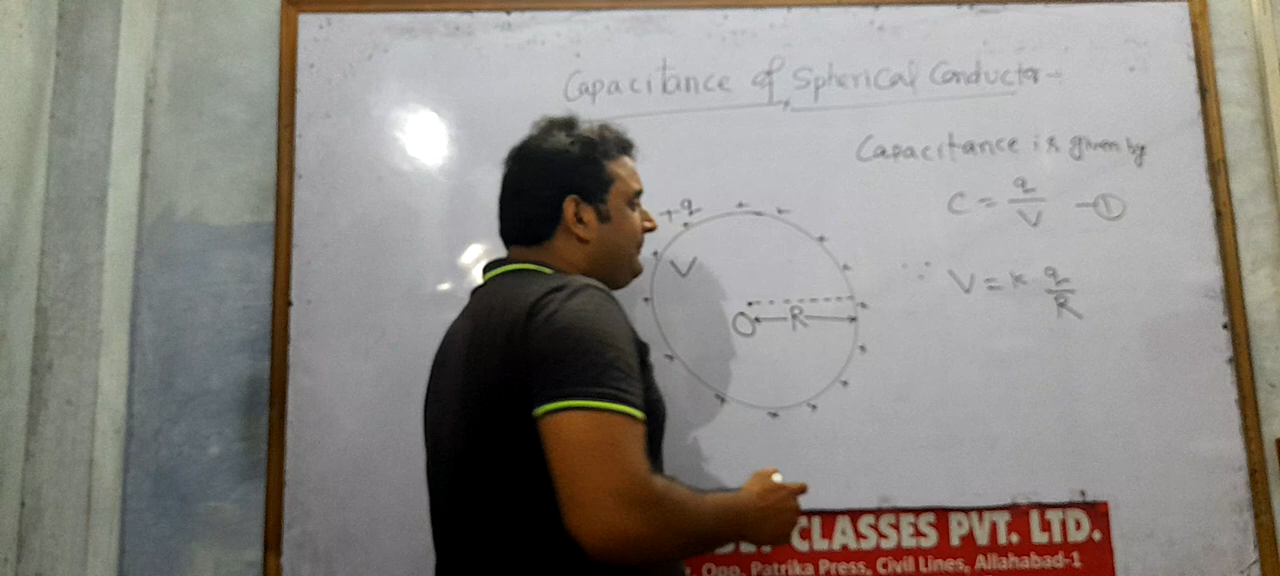 Capacitance of Spherical Conductor-
Capacitance is given by
C = q/V -①
+q
V
∵ V = k q/R
O R
CLASSES PVT. LTD.
Opp. Patrika Press, Civil Lines, Allahabad-1